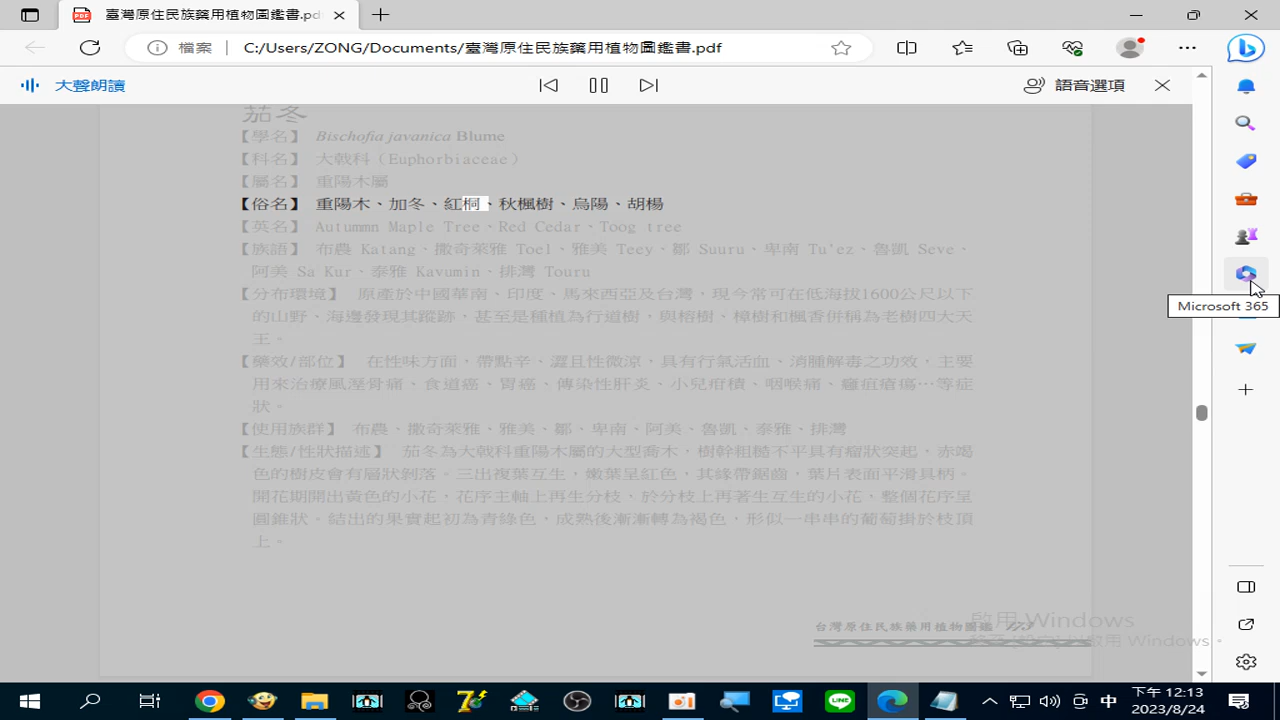 臺灣原住民族藥用植物圖鑑書.pdf
檔案 C:/Users/ZONG/Documents/臺灣原住民族藥用植物圖鑑書.pdf
大聲朗讀
語音選項
茄冬
【學名】 Bischofia javanica Blume
【科名】 大戟科（Euphorbiaceae）
【屬名】 重陽木屬
【俗名】 重陽木、加冬、紅桐、秋楓樹、烏陽、胡楊
【英名】 Autummn Maple Tree、Red Cedar、Toog tree
【族語】 布農 Katang、撒奇萊雅 Toel、雅美 Teey、鄒 Suuru、卑南 Tu'ez、魯凱 Seve、
阿美 Sa Kur、泰雅 Kavumin、排灣 Touru
【分布環境】 原產於中國華南、印度、馬來西亞及台灣，現今常可在低海拔1600公尺以下
的山野、海邊發現其蹤跡，甚至是種植為行道樹，與榕樹、樟樹和楓香併稱為老樹四大天
王。
【藥效/部位】 在性味方面，帶點辛、澀且性微涼，具有行氣活血、消腫解毒之功效，主要
用來治療風溼骨痛、食道癌、胃癌、傳染性肝炎、小兒疳積、咽喉痛、癰疽瘡瘍…等症
狀。
【使用族群】 布農、撒奇萊雅、雅美、鄒、卑南、阿美、魯凱、泰雅、排灣
【生態/性狀描述】 茄冬為大戟科重陽木屬的大型喬木，樹幹粗糙不平具有瘤狀突起，赤褐
色的樹皮會有層狀剝落。三出複葉互生，嫩葉呈紅色，其緣帶鋸齒，葉片表面平滑具柄。
開花期開出黃色的小花，花序主軸上再生分枝，於分枝上再著生互生的小花，整個花序呈
圓錐狀。結出的果實起初為青綠色，成熟後漸漸轉為褐色，形似一串串的葡萄掛於枝頂
上。
台灣原住民族藥用植物圖鑑
啟用 Windows
啟用 Windows。
Microsoft 365
中
下午 12:13
2023/8/24